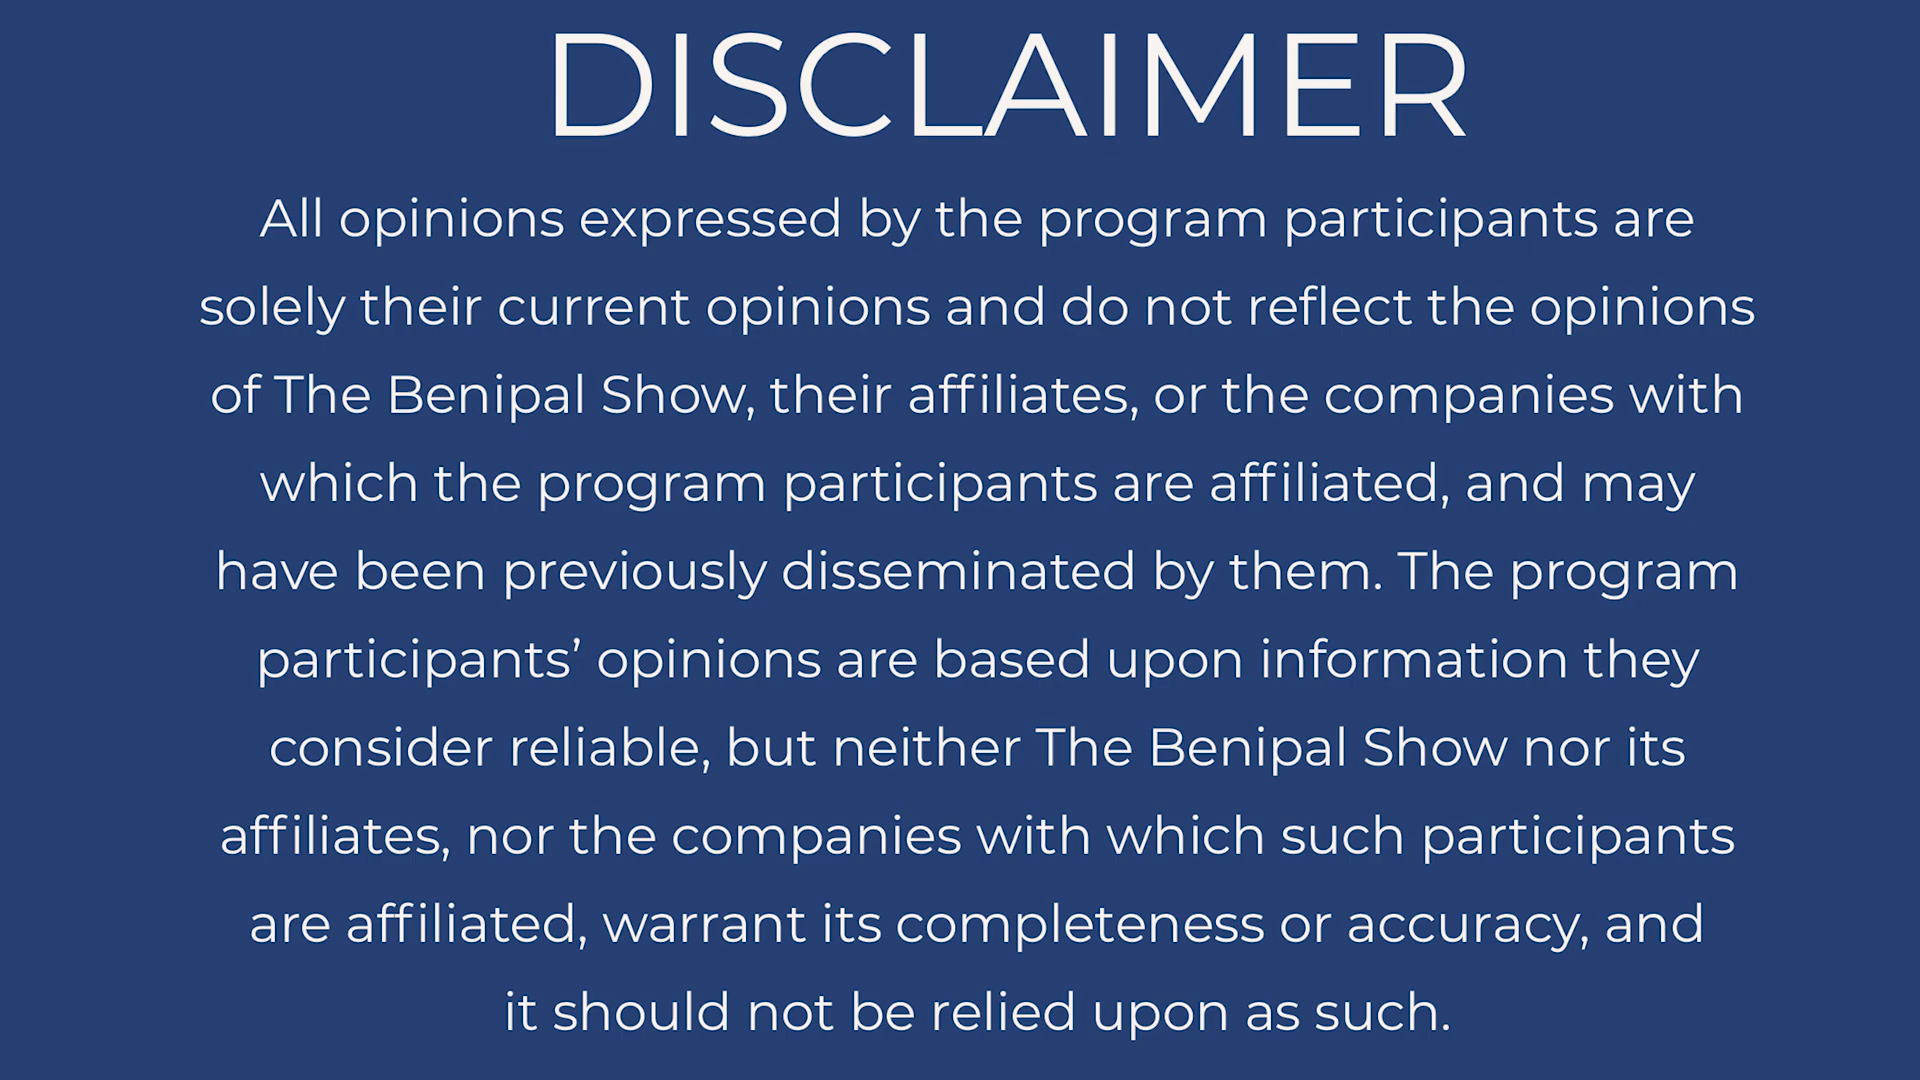 DISCLAIMER
All opinions expressed by the program participants are
solely their current opinions and do not reflect the opinions
of The Benipal Show, their affiliates, or the companies with
which the program participants are affiliated, and may
have been previously disseminated by them. The program
participants’ opinions are based upon information they
consider reliable, but neither The Benipal Show nor its
affiliates, nor the companies with which such participants
are affiliated, warrant its completeness or accuracy, and
it should not be relied upon as such.